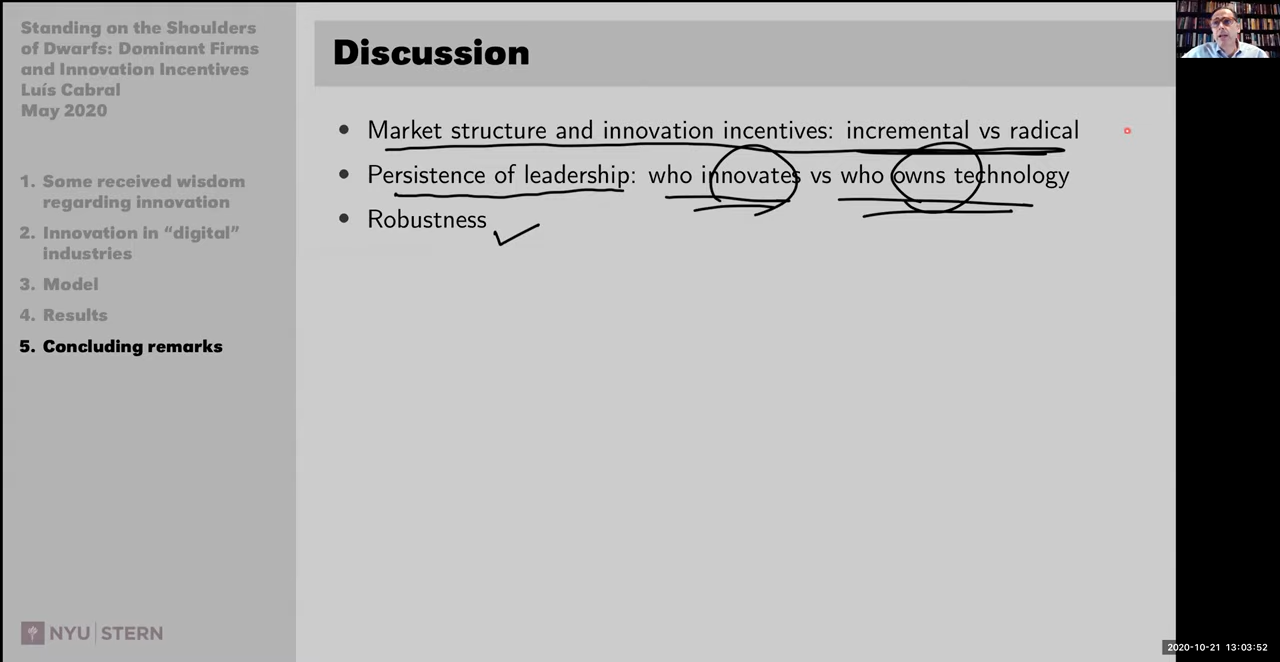 Standing on the Shoulders
of Dwarfs: Dominant Firms
and Innovation Incentives
Luís Cabral
May 2020
1. Some received wisdom
regarding innovation
2. Innovation in “digital”
industries
3. Model
4. Results
5. Concluding remarks
NYU STERN
Discussion
• Market structure and innovation incentives: incremental vs radical
• Persistence of leadership: who innovates vs who owns technology
• Robustness
2020-10-21 13:03:52